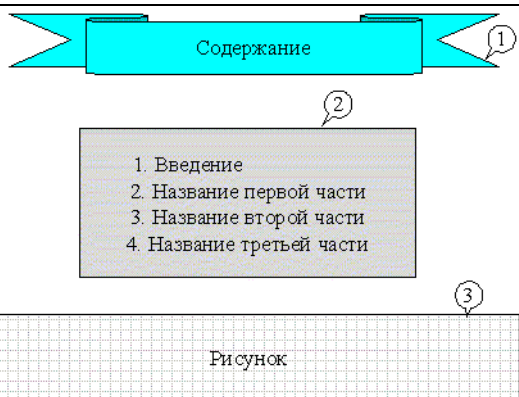 Содержание
1
2
1. Введение
2. Название первой части
3. Название второй части
4. Название третьей части
3
Рисунок